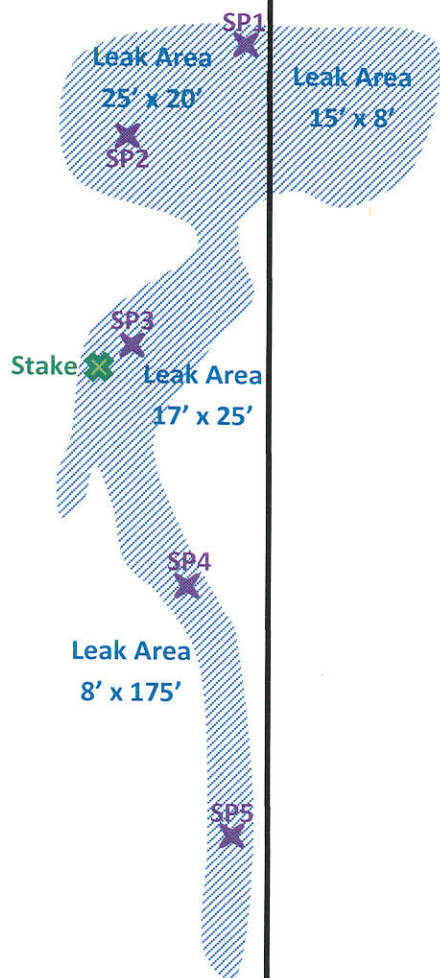 SP1
Leak Area
25’ x 20’
Leak Area
15’ x 8’
SP2
SP3
Stake
Leak Area
17’ x 25’
SP4
Leak Area
8’ x 175’
SP5